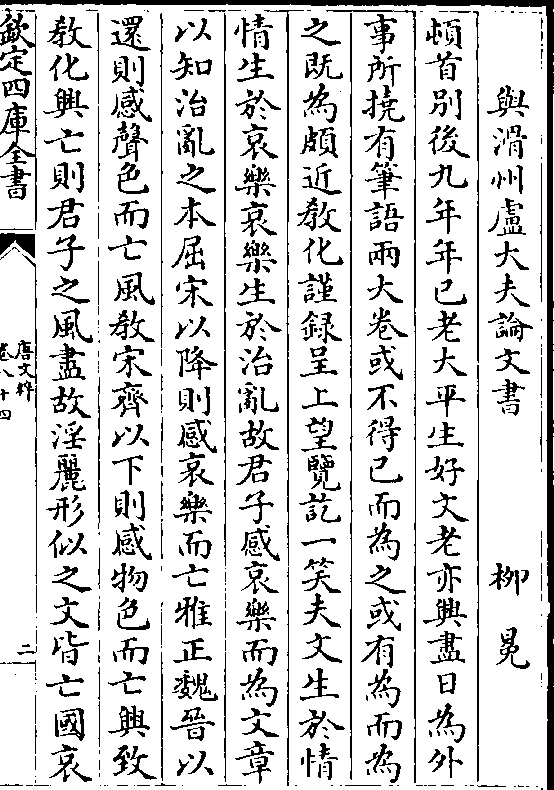 與滑州盧大夫論文書 柳冕
頓首别後九年年已老大平生好文老亦興盡日為外
事所撓有筆語兩大卷或不得已而為之或有為而為
之既為頗近教化謹録呈上望覽訖一笑夫文生於情
情生於哀樂哀樂生於治亂故君子感哀樂而為文章
以知治亂之本屈宋以降則感哀樂而亡雅正魏晉以
還則感聲色而亡風教宋齊以下則感物色而亡興致
教化興亡則君子之風盡故淫麗形似之文皆亡國哀
欽定四庫全書
唐文粹
卷八十四
二